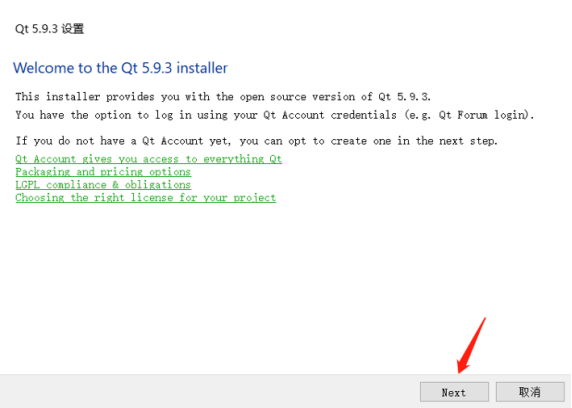 Qt 5.9.3 设置
Welcome to the Qt 5.9.3 installer
This installer provides you with the open source version of Qt 5.9.3.
You have the option to log in using your Qt Account credentials (e.g. Qt Forum login).
If you do not have a Qt Account yet, you can opt to create one in the next step.
Qt Account gives you access to everything Qt
Packaging and pricing options
LGPL compliance & obligations
Choosing the right license for your project
Next
取消